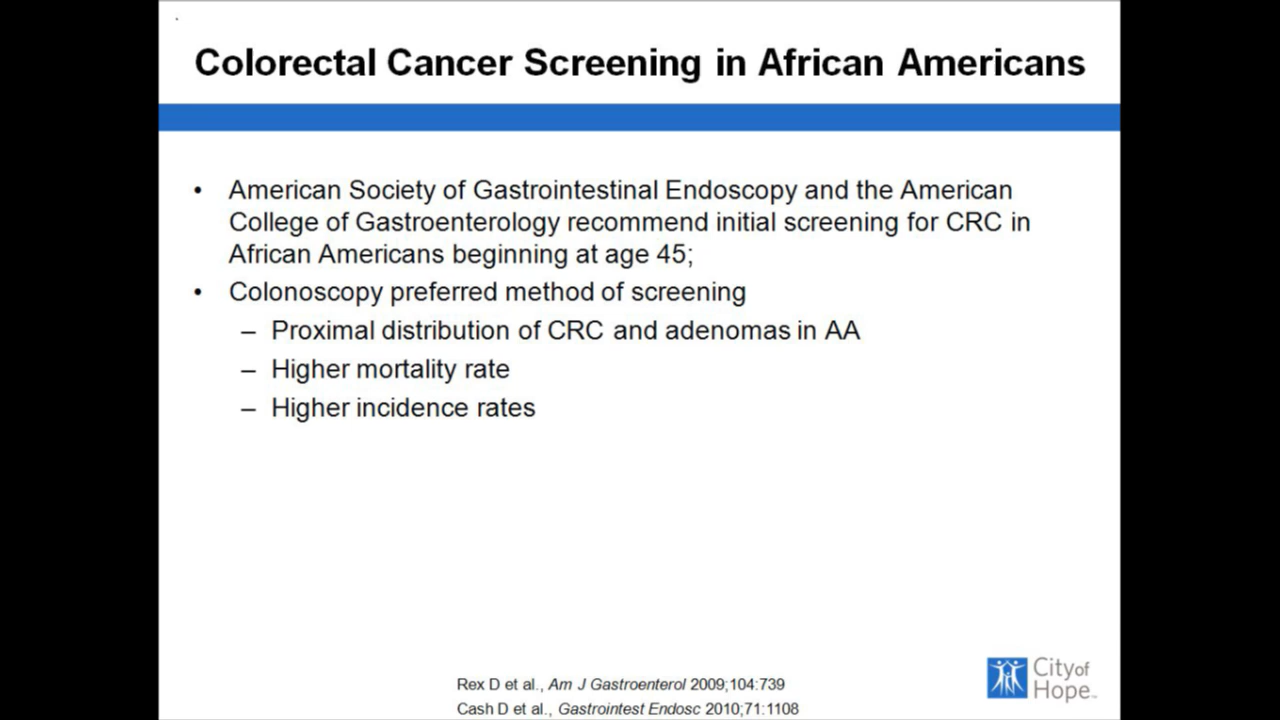 Colorectal Cancer Screening in African Americans
• American Society of Gastrointestinal Endoscopy and the American
College of Gastroenterology recommend initial screening for CRC in
African Americans beginning at age 45;
• Colonoscopy preferred method of screening
– Proximal distribution of CRC and adenomas in AA
– Higher mortality rate
– Higher incidence rates
Rex D et al., Am J Gastroenterol 2009;104:739
Cash D et al., Gastrointest Endosc 2010;71:1108
City of
Hope™